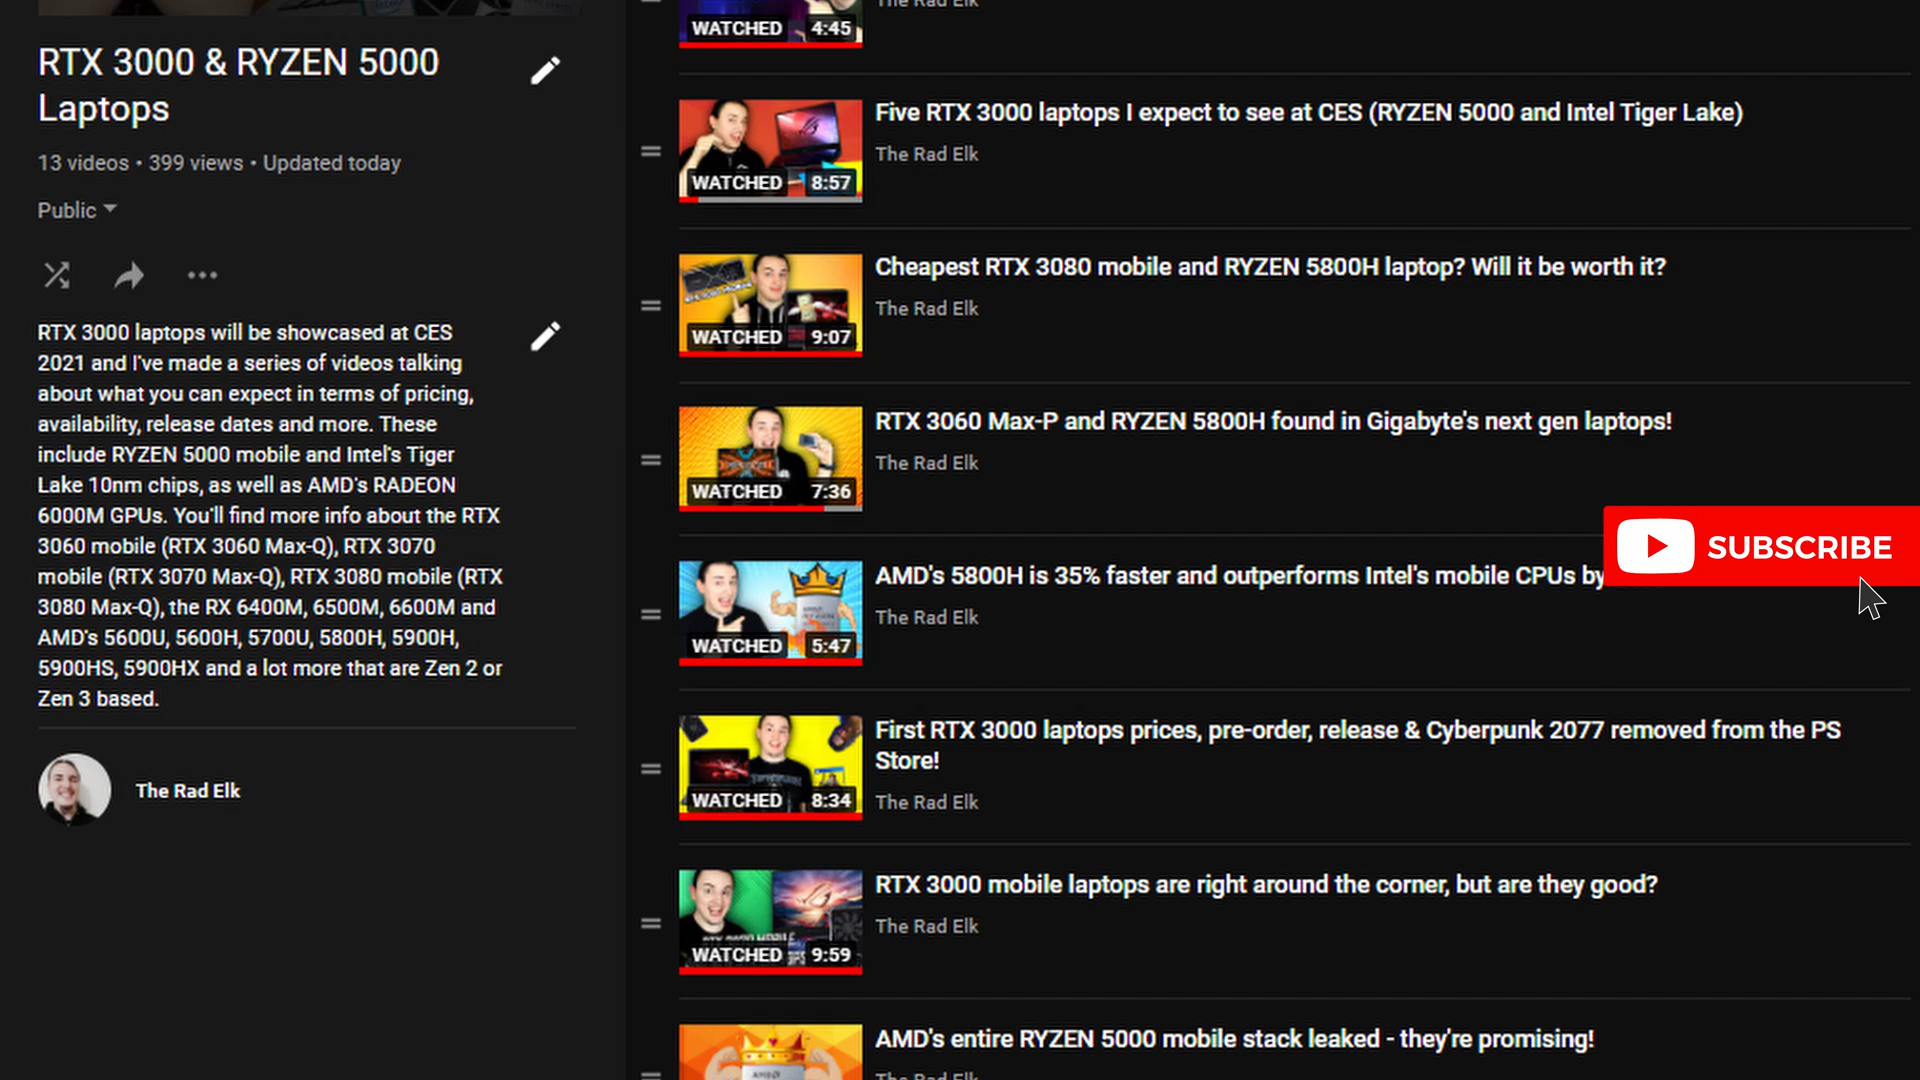 RTX 3000 & RYZEN 5000
Laptops
13 videos • 399 views • Updated today
Public
RTX 3000 laptops will be showcased at CES
2021 and I've made a series of videos talking
about what you can expect in terms of pricing,
availability, release dates and more. These
include RYZEN 5000 mobile and Intel's Tiger
Lake 10nm chips, as well as AMD's RADEON
6000M GPUs. You'll find more info about the RTX
3060 mobile (RTX 3060 Max-Q), RTX 3070
mobile (RTX 3070 Max-Q), RTX 3080 mobile (RTX
3080 Max-Q), the RX 6400M, 6500M, 6600M and
AMD's 5600U, 5600H, 5700U, 5800H, 5900H,
5900HS, 5900HX and a lot more that are Zen 2 or
Zen 3 based.
The Rad Elk
The Rad Elk
WATCHED 4:45
Five RTX 3000 laptops I expect to see at CES (RYZEN 5000 and Intel Tiger Lake)
The Rad Elk
WATCHED 8:57
Cheapest RTX 3080 mobile and RYZEN 5800H laptop? Will it be worth it?
The Rad Elk
WATCHED 9:07
RTX 3060 Max-P and RYZEN 5800H found in Gigabyte's next gen laptops!
The Rad Elk
WATCHED 7:36
SUBSCRIBE
AMD's 5800H is 35% faster and outperforms Intel's mobile CPUs by
The Rad Elk
WATCHED 5:47
First RTX 3000 laptops prices, pre-order, release & Cyberpunk 2077 removed from the PS
Store!
The Rad Elk
WATCHED 8:34
RTX 3000 mobile laptops are right around the corner, but are they good?
The Rad Elk
WATCHED 9:59
AMD's entire RYZEN 5000 mobile stack leaked - they're promising!
The Rad Elk